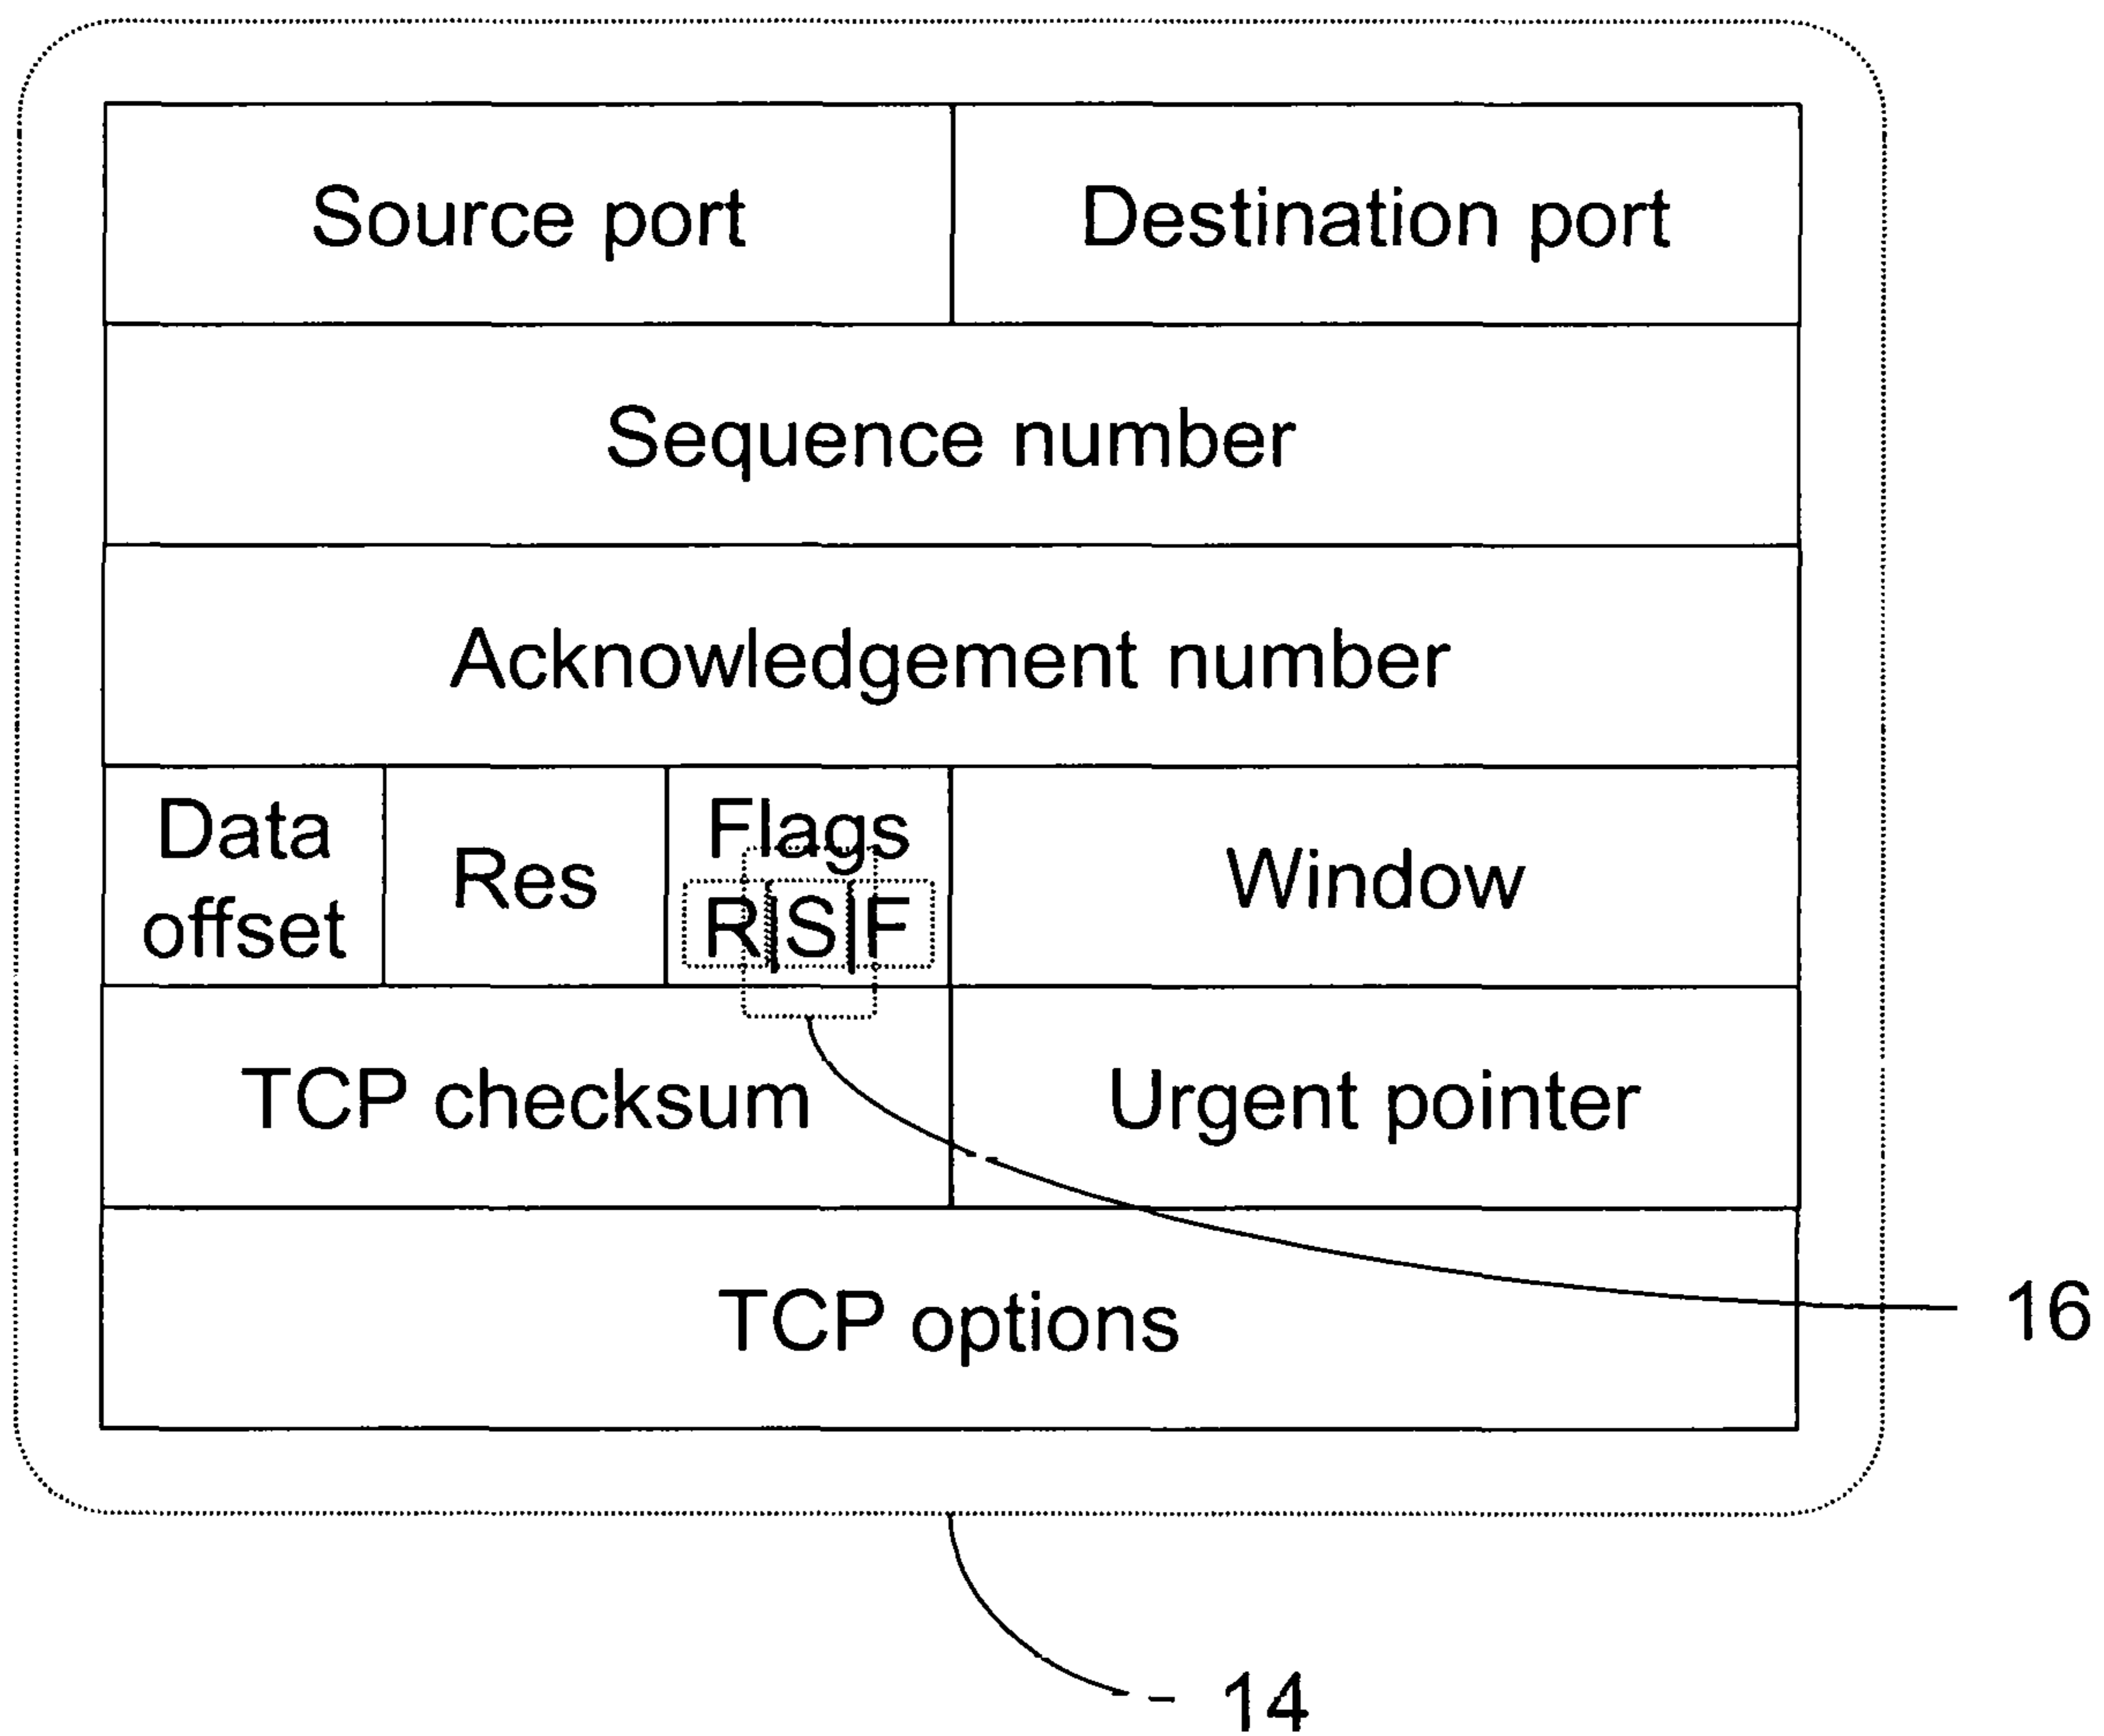 Source port
Destination port
Sequence number
Acknowledgement number
Data
offset
Res
Flags
R|S|F
Window
TCP checksum
Urgent pointer
TCP options
16
14